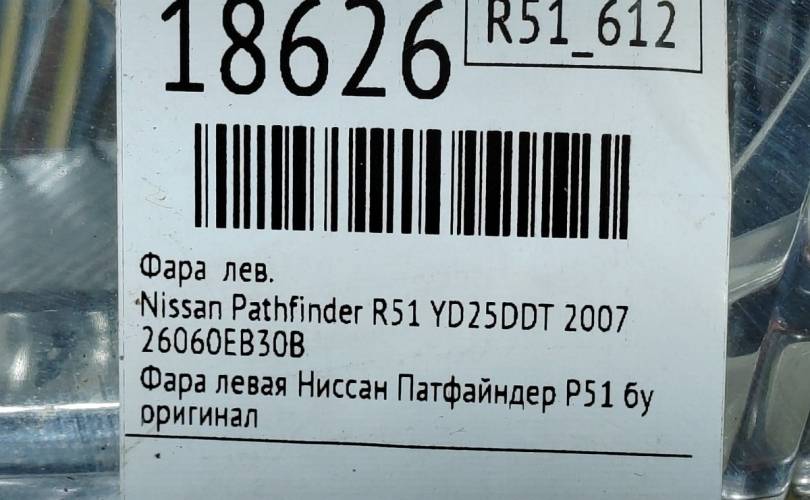 18626
R51_612
Фара лев.
Nissan Pathfinder R51 YD25DDT 2007
26060EB30B
Фара левая Ниссан Патфайндер Р51 бу
оригинал